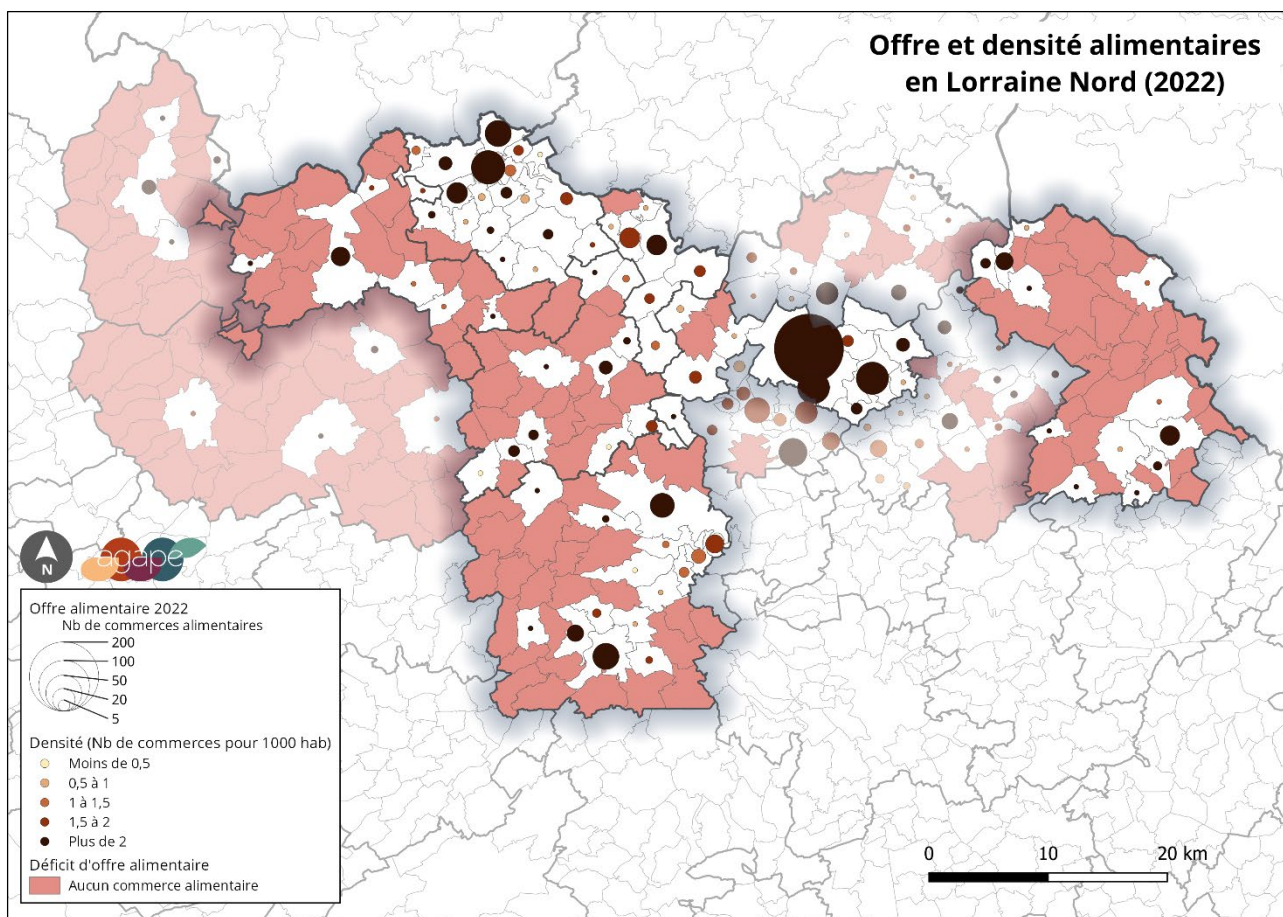 Offre et densité alimentaires
en Lorraine Nord (2022)
N
agape
Offre alimentaire 2022
Nb de commerces alimentaires
200
100
50
20
5
Densité (Nb de commerces pour 1000 hab)
Moins de 0,5
0,5 à 1
1 à 1,5
1,5 à 2
Plus de 2
Déficit d'offre alimentaire
Aucun commerce alimentaire
0 10 20 km